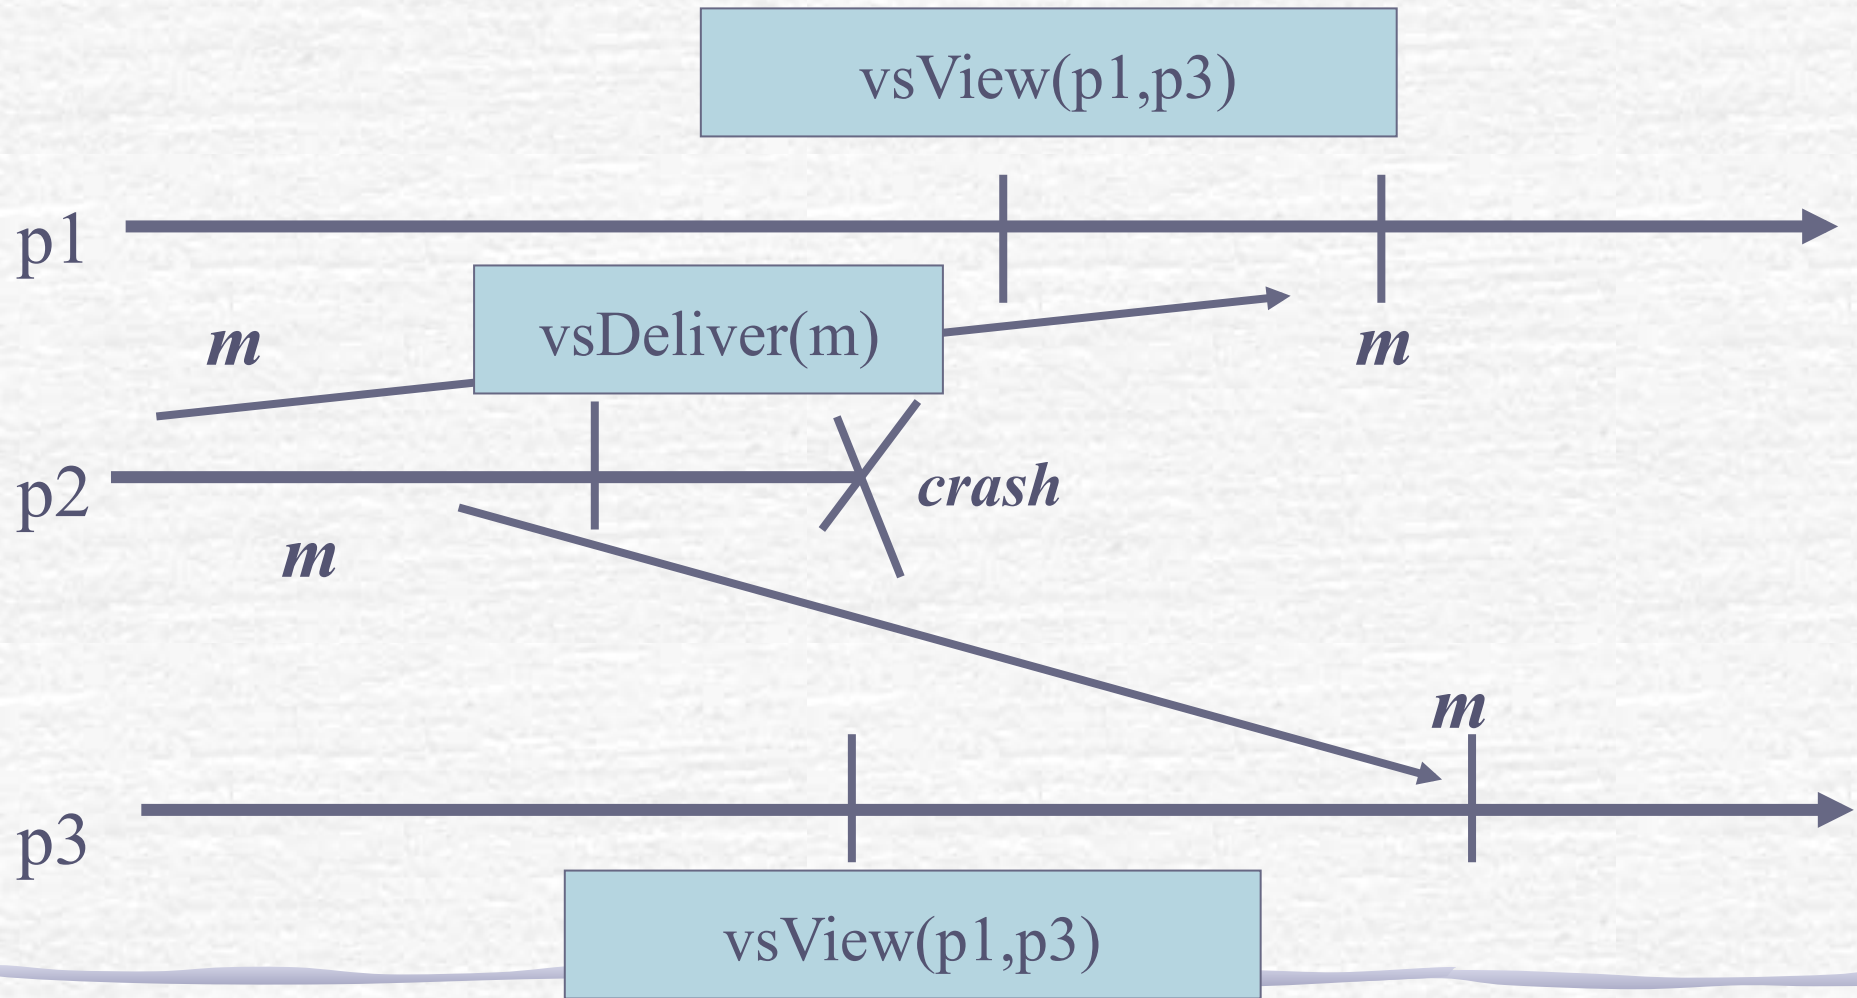 vsView(p1,p3)
p1
vsDeliver(m)
m
m
p2
crash
m
m
p3
vsView(p1,p3)